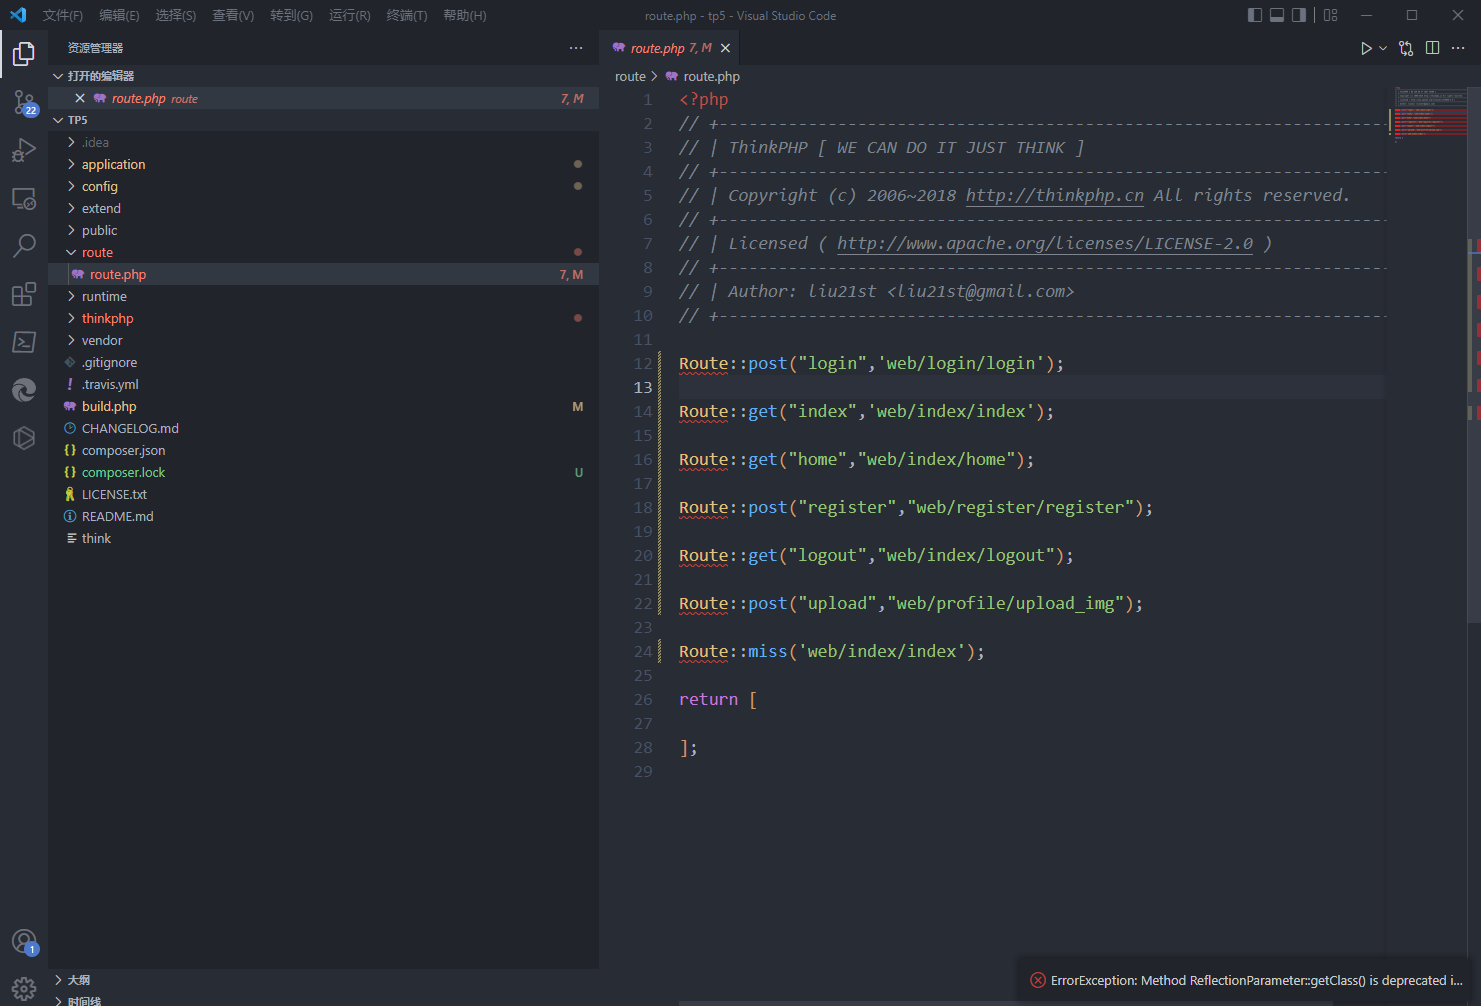 文件(F) 编辑(E) 选择(S) 查看(V) 转到(G) 运行(R) 终端(T) 帮助(H) route.php - tp5 - Visual Studio Code
资源管理器
打开的编辑器
route.php route 7, M
TP5
.idea
application
config
extend
public
route
route.php 7, M
runtime
thinkphp
vendor
.gitignore
.travis.yml
build.php M
CHANGELOG.md
composer.json
composer.lock U
LICENSE.txt
README.md
think
大纲
时间线
22
1
route.php 7, M
route > route.php
1 <?php
2 // +----------------------------------------------------------------------
3 // | ThinkPHP [ WE CAN DO IT JUST THINK ]
4 // +----------------------------------------------------------------------
5 // | Copyright (c) 2006~2018 http://thinkphp.cn All rights reserved.
6 // +----------------------------------------------------------------------
7 // | Licensed ( http://www.apache.org/licenses/LICENSE-2.0 )
8 // +----------------------------------------------------------------------
9 // | Author: liu21st <liu21st@gmail.com>
10 // +----------------------------------------------------------------------
11
12 Route::post("login",'web/login/login');
13
14 Route::get("index",'web/index/index');
15
16 Route::get("home","web/index/home");
17
18 Route::post("register","web/register/register");
19
20 Route::get("logout","web/index/logout");
21
22 Route::post("upload","web/profile/upload_img");
23
24 Route::miss('web/index/index');
25
26 return [
27
28 ];
29
ErrorException: Method ReflectionParameter::getClass() is deprecated i...